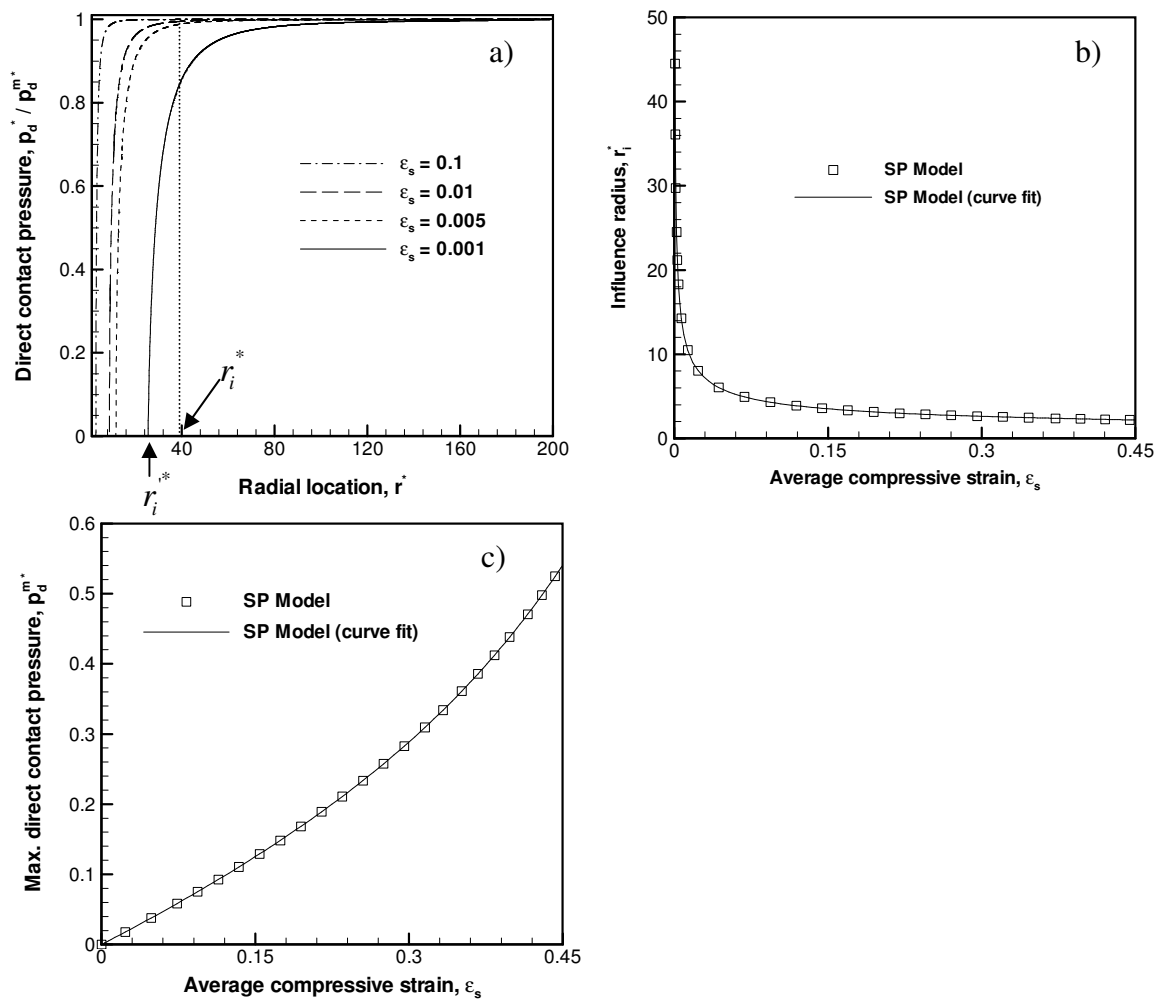 a)
Direct contact pressure, p_d^* / p_d^m*
1
0.8
0.6
0.4
0.2
0
40
80
120
160
200
ε_s = 0.1
ε_s = 0.01
ε_s = 0.005
ε_s = 0.001
r_i^*
r_i^'*
Radial location, r^*
b)
Influence radius, r_i^*
50
40
30
20
10
0
0
0.15
0.3
0.45
SP Model
SP Model (curve fit)
Average compressive strain, ε_s
c)
Max. direct contact pressure, p_d^m*
0.6
0.5
0.4
0.3
0.2
0.1
0
0
0.15
0.3
0.45
SP Model
SP Model (curve fit)
Average compressive strain, ε_s